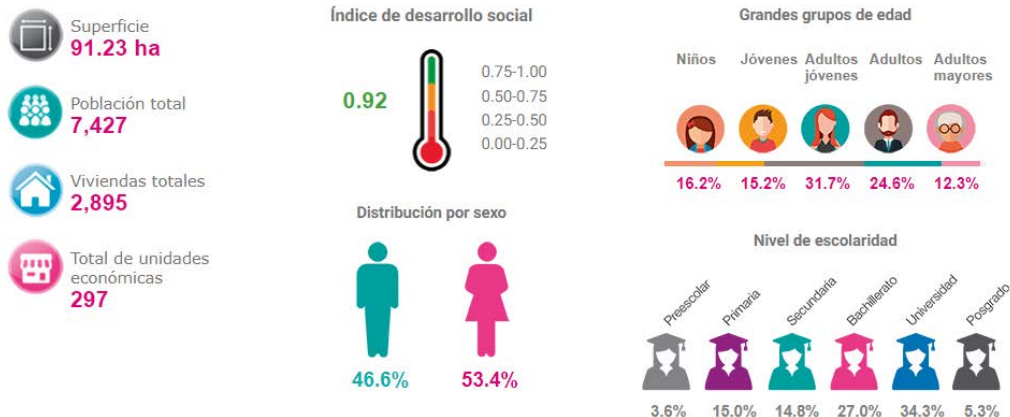 Superficie
91.23 ha
Población total
7,427
Viviendas totales
2,895
Total de unidades
económicas
297
Índice de desarrollo social
0.92
0.75-1.00
0.50-0.75
0.25-0.50
0.00-0.25
Distribución por sexo
46.6% 53.4%
Grandes grupos de edad
Niños Jóvenes Adultos jóvenes Adultos Adultos mayores
16.2% 15.2% 31.7% 24.6% 12.3%
Nivel de escolaridad
Preescolar Primaria Secundaria Bachillerato Universidad Posgrado
3.6% 15.0% 14.8% 27.0% 34.3% 5.3%